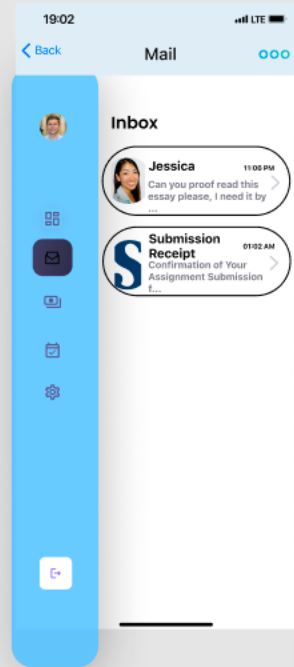 19:02
LTE
Back
Mail
Inbox
Jessica
11:00 PM
Can you proof read this
essay please, I need it by
...
Submission
Receipt
01:02 AM
Confirmation of Your
Assignment Submission
f...
S